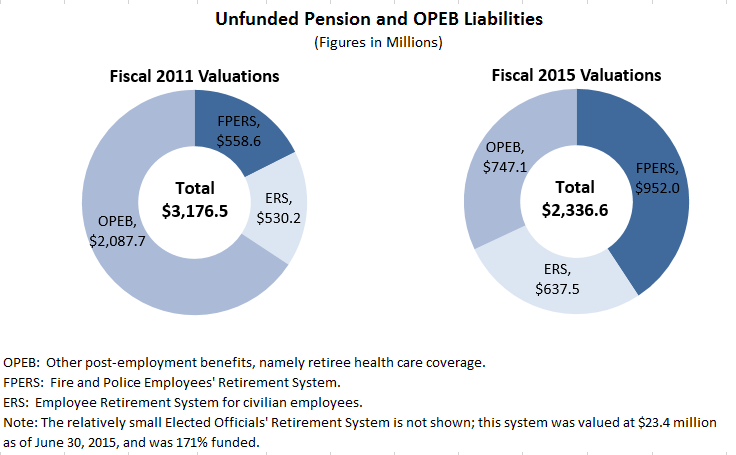 Unfunded Pension and OPEB Liabilities
(Figures in Millions)
Fiscal 2011 Valuations
FPERS,
$558.6
ERS,
$530.2
OPEB,
$2,087.7
Total
$3,176.5
Fiscal 2015 Valuations
OPEB,
$747.1
FPERS,
$952.0
ERS,
$637.5
Total
$2,336.6
OPEB:  Other post-employment benefits, namely retiree health care coverage.
FPERS:  Fire and Police Employees' Retirement System.
ERS:  Employee Retirement System for civilian employees.
Note: The relatively small Elected Officials' Retirement System is not shown; this system was valued at $23.4 million
as of June 30, 2015, and was 171% funded.